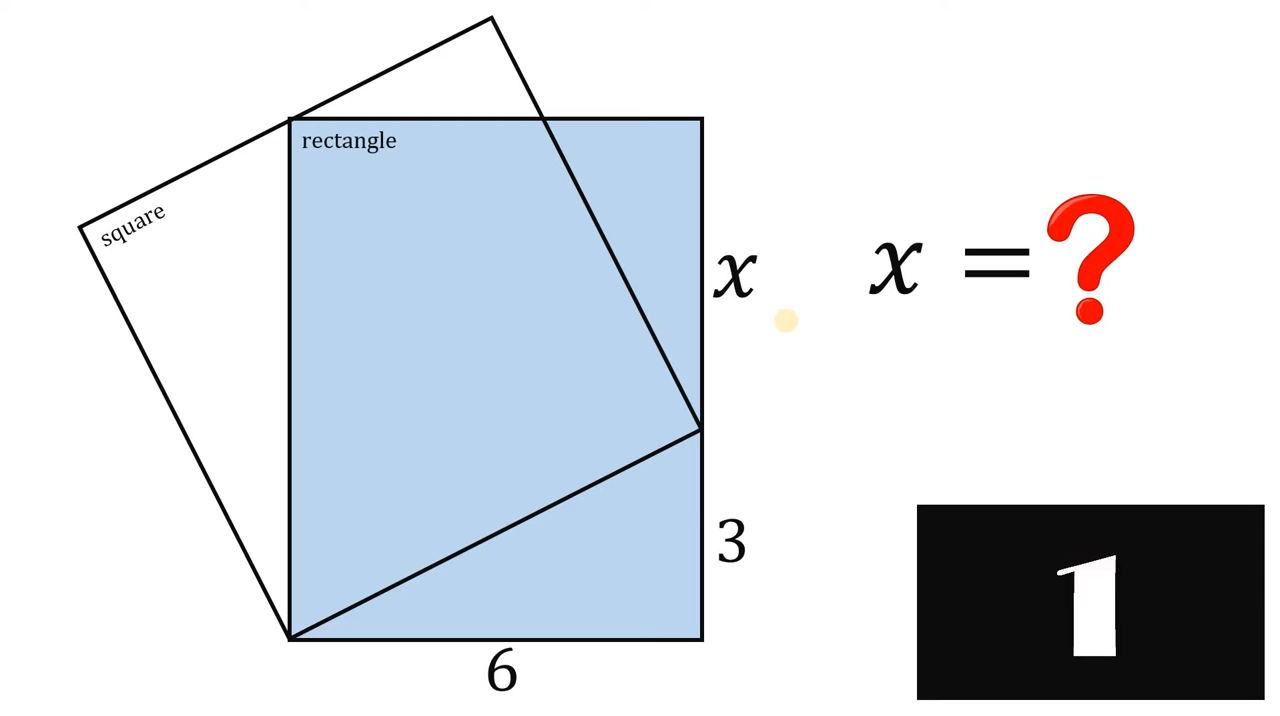 rectangle
square
x
x = ?
3
6
1